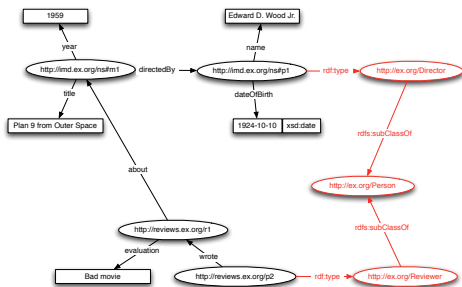 1959
Edward D. Wood Jr.
year
name
http://imd.ex.org/ns#m1
directedBy
http://imd.ex.org/ns#p1
rdf:type
http://ex.org/Director
title
dateOfBirth
Plan 9 from Outer Space
1924-10-10
xsd:date
rdfs:subClassOf
about
http://ex.org/Person
http://reviews.ex.org/r1
rdfs:subClassOf
evaluation
wrote
Bad movie
http://reviews.ex.org/p2
rdf:type
http://ex.org/Reviewer